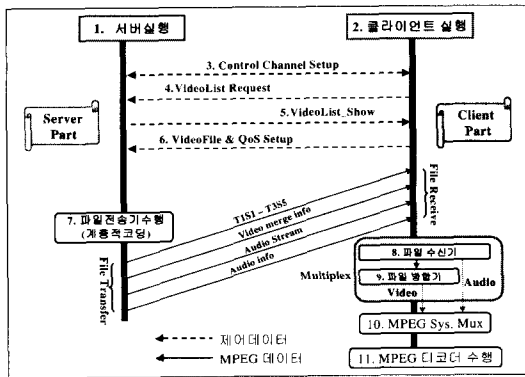 1. 서버실행
2. 클라이언트 실행
3. Control Channel Setup
4.VideoList Request
5.VideoList_Show
6. VideoFile & QoS Setup
Server
Part
Client
Part
7. 파일전송기수행
(계층적코딩)
T1S1 – T3S5
Video merge info
Audio Stream
Audio info
File Transfer
File Receive
8. 파일 수신기
9. 파일 병합기
Multiplex
Video
Audio
10. MPEG Sys. Mux
11. MPEG 디코더 수행
제어데이터
MPEG 데이터